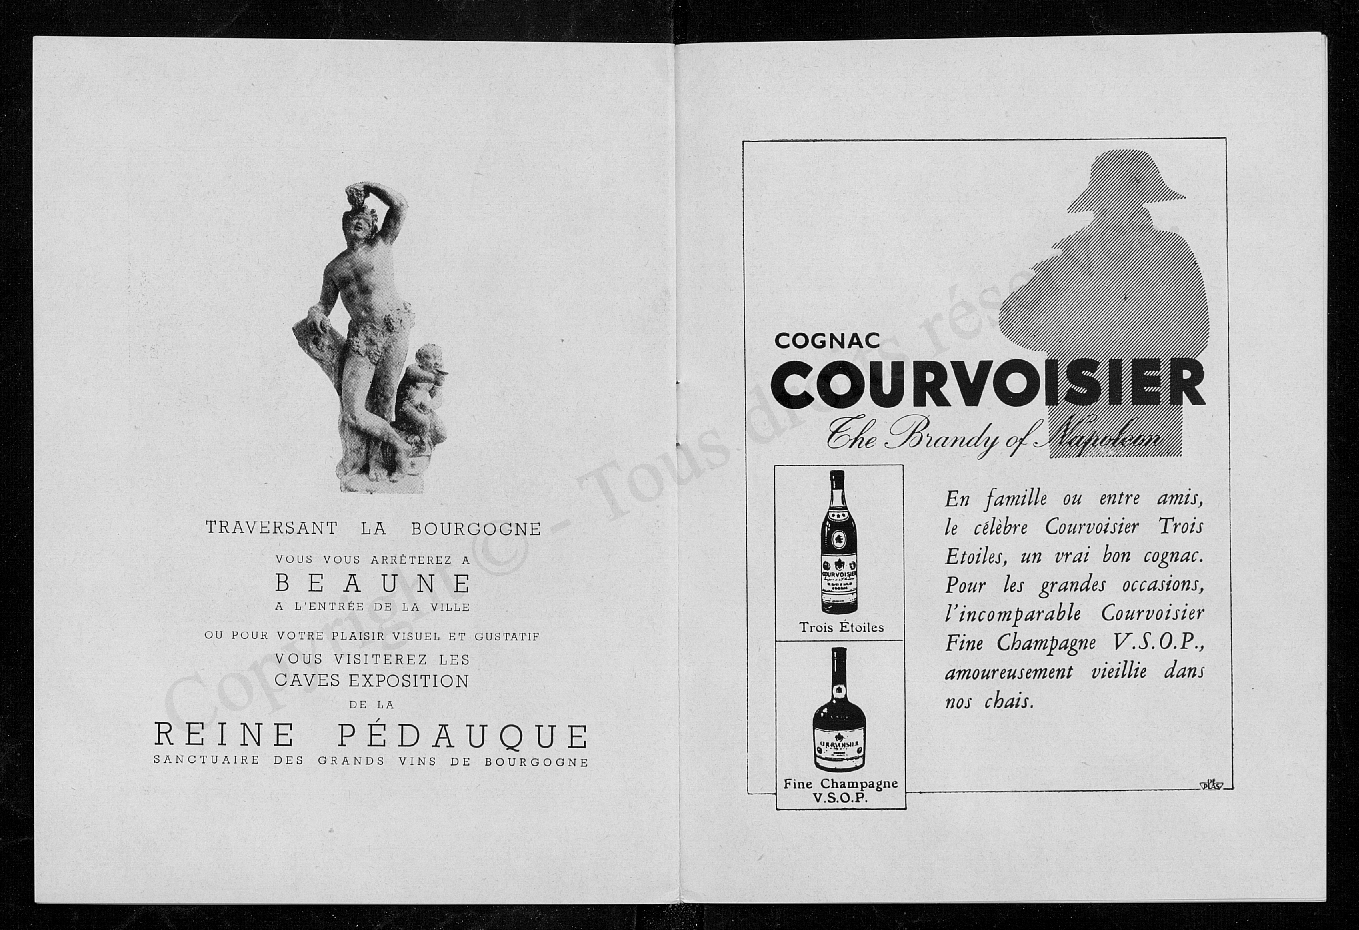 TRAVERSANT LA BOURGOGNE
VOUS VOUS ARRÊTEREZ A
BEAUNE
A L'ENTRÉE DE LA VILLE
OU POUR VOTRE PLAISIR VISUEL ET GUSTATIF
VOUS VISITEREZ LES
CAVES EXPOSITION
DE LA
REINE PÉDAUQUE
SANCTUAIRE DES GRANDS VINS DE BOURGOGNE
Copyright © - Tous droits rése
COGNAC
COURVOISIER
The Brandy of Napoleon
COURVOISIER
COGNAC
Trois Étoiles
COURVOISIER
Fine Champagne
V.S.O.P.
En famille ou entre amis,
le célèbre Courvoisier Trois
Etoiles, un vrai bon cognac.
Pour les grandes occasions,
l'incomparable Courvoisier
Fine Champagne V.S.O.P.,
amoureusement vieillie dans
nos chais.